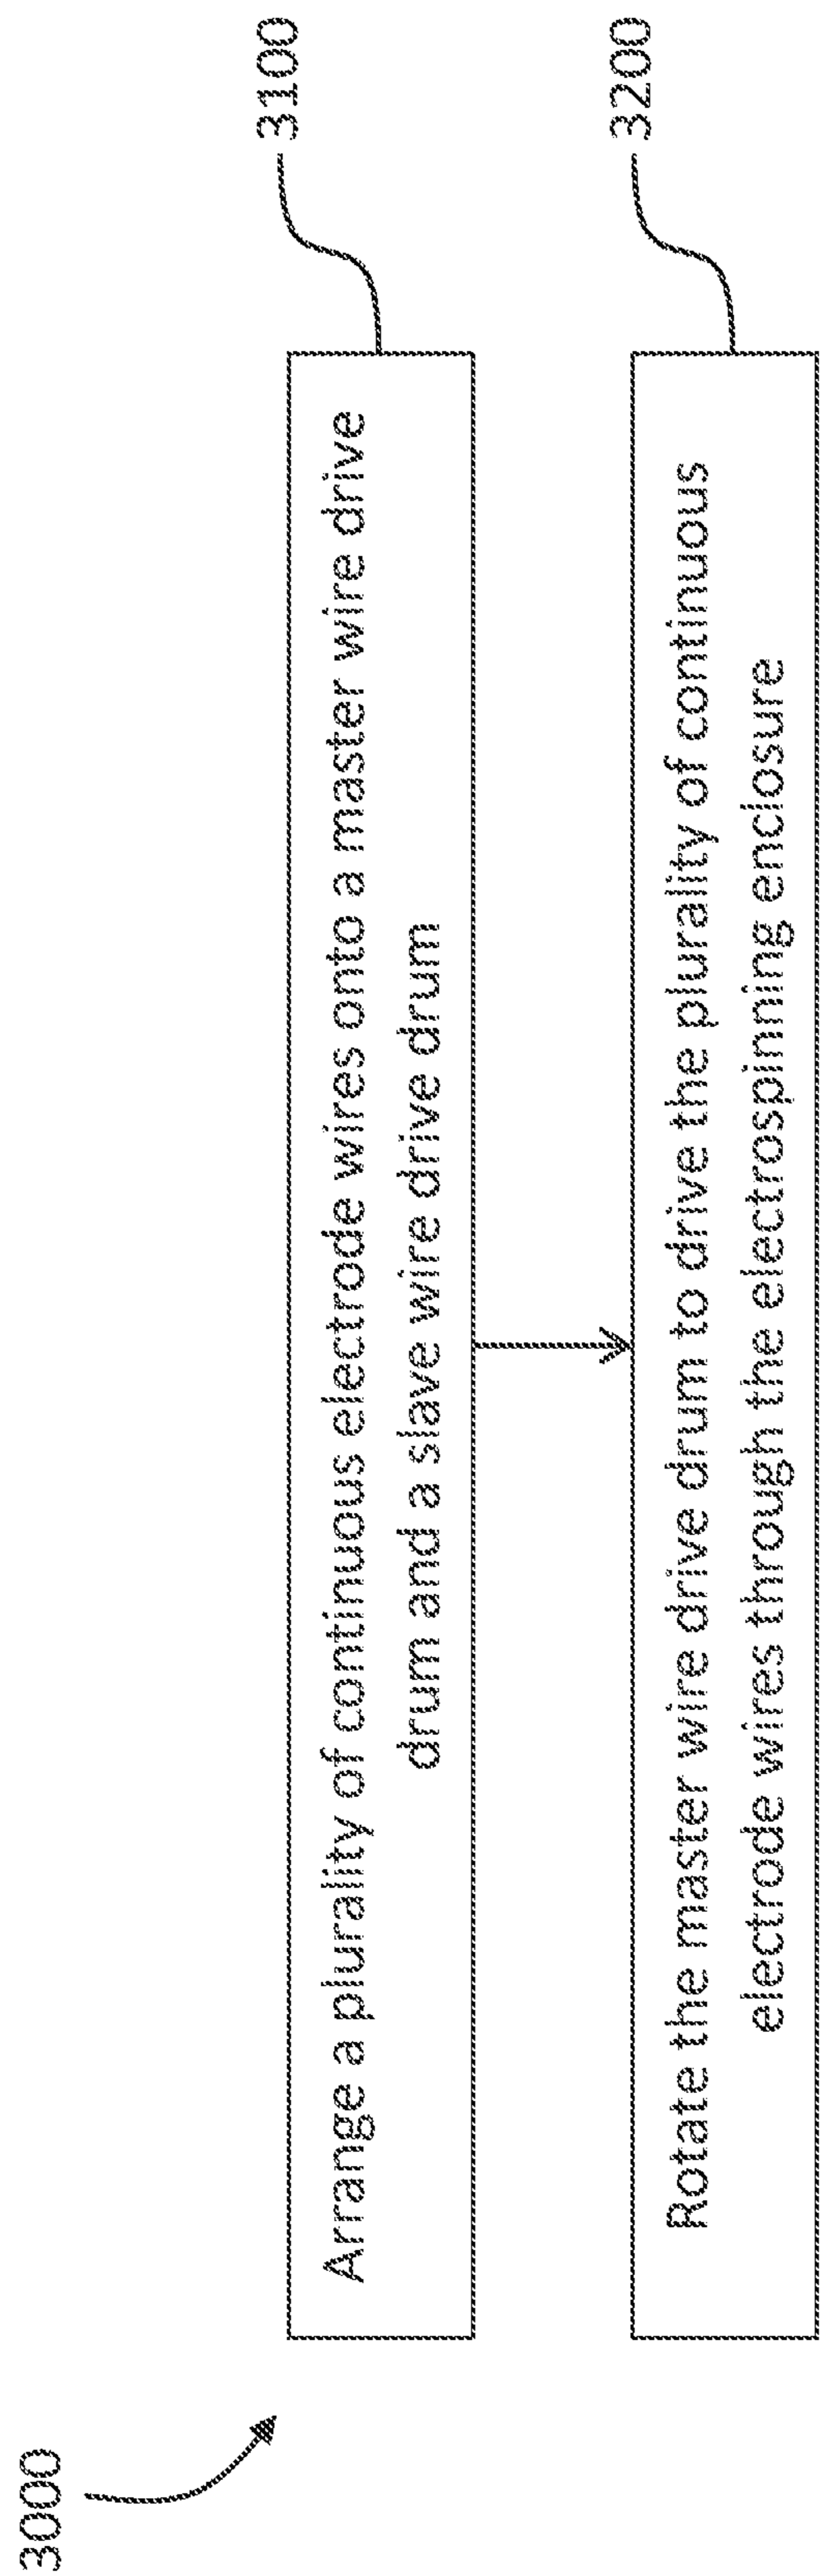 3000
Arrange a plurality of continuous electrode wires onto a master wire drive
drum and a slave wire drive drum
3100
Rotate the master wire drive drum to drive the plurality of continuous
electrode wires through the electrospinning enclosure
3200